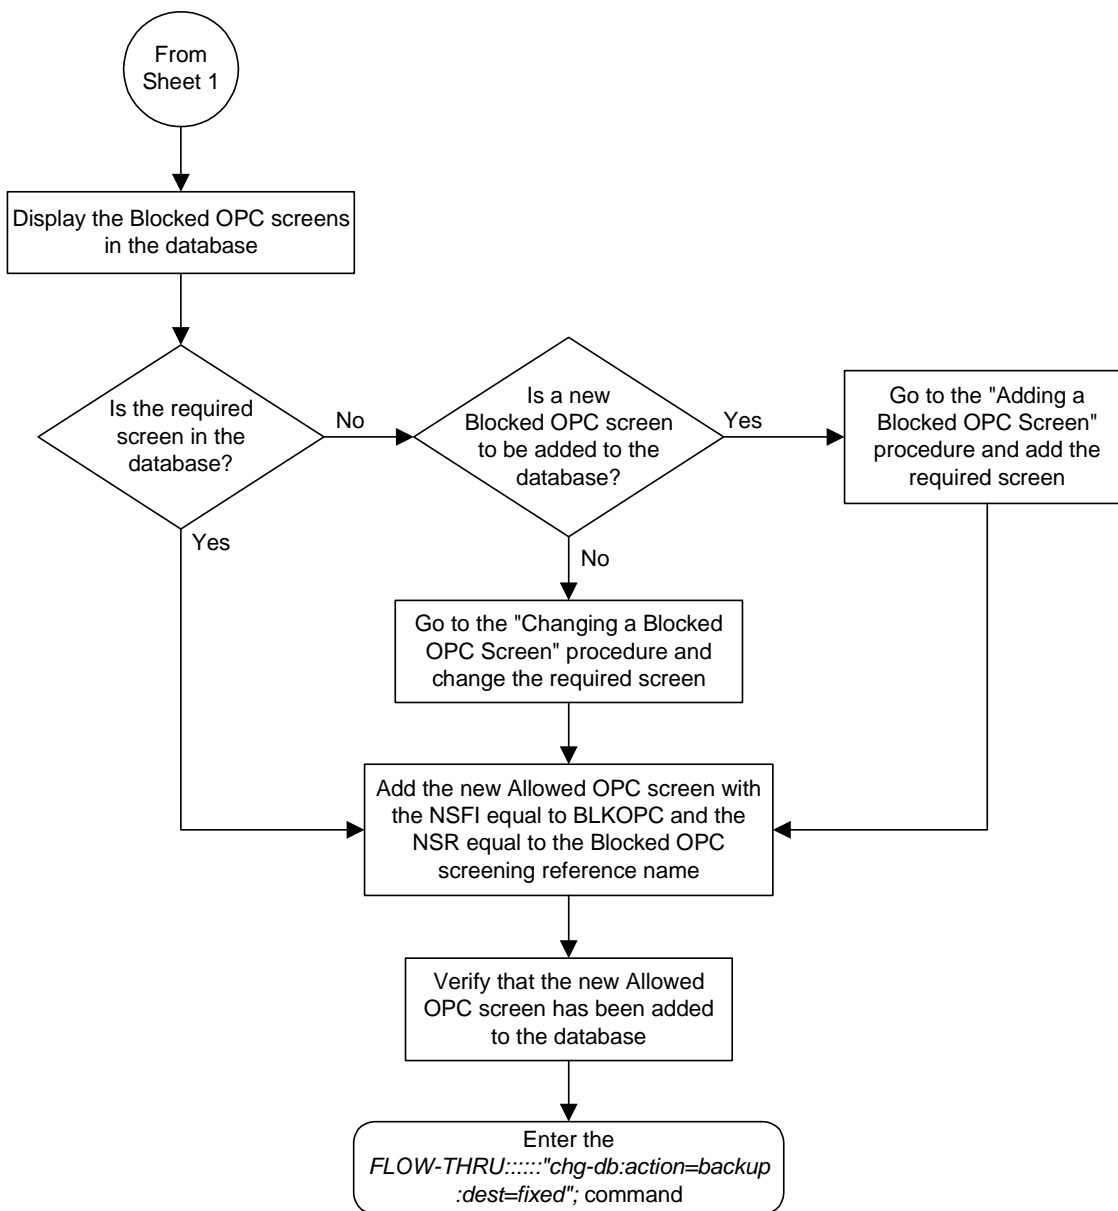 From
Sheet 1
Display the Blocked OPC screens
in the database
Is the required
screen in the
database?
No
Yes
Is a new
Blocked OPC screen
to be added to the
database?
Yes
No
Go to the "Adding a
Blocked OPC Screen"
procedure and add the
required screen
Go to the "Changing a Blocked
OPC Screen" procedure and
change the required screen
Add the new Allowed OPC screen with
the NSFI equal to BLKOPC and the
NSR equal to the Blocked OPC
screening reference name
Verify that the new Allowed
OPC screen has been added
to the database
Enter the
FLOW-THRU::::::"chg-db:action=backup
:dest=fixed"; command